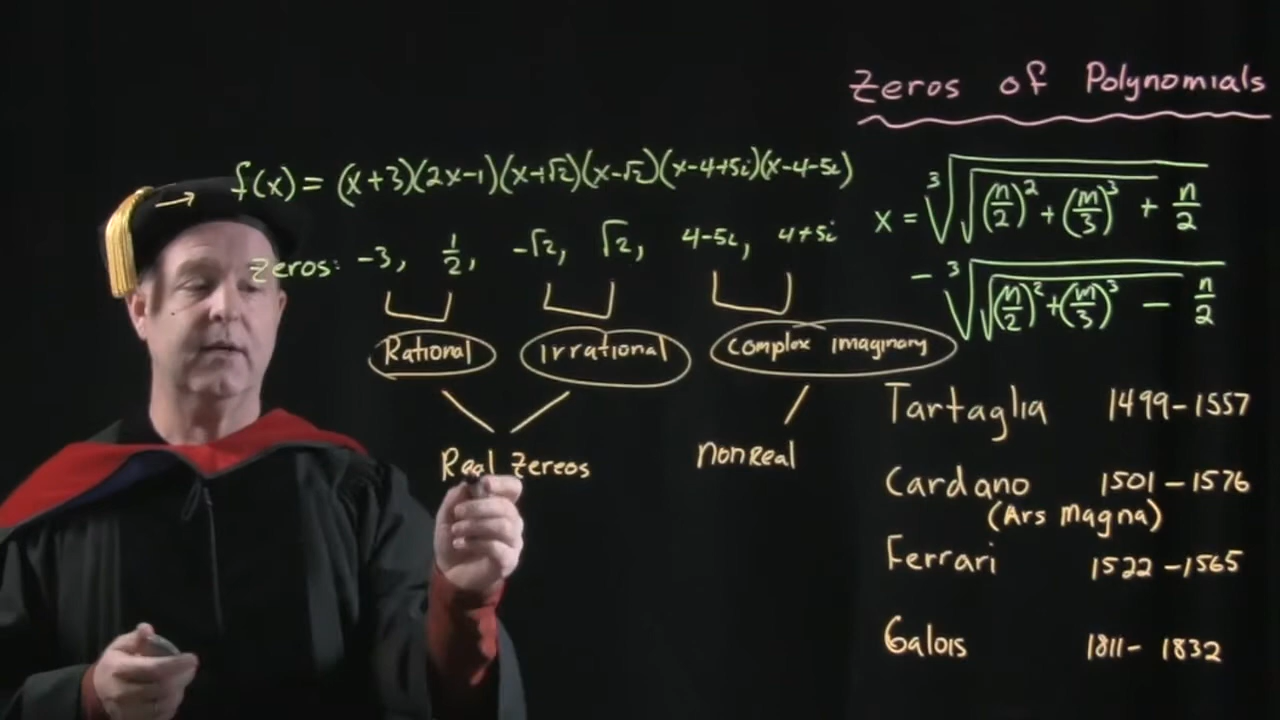 Zeros of Polynomials
f(x) = (x+3)(2x-1)(x+√2)(x-√2)(x-4+5i)(x-4-5i)
Zeros: -3, 1/2, -√2, √2, 4-5i, 4+5i
Rational irrational complex imaginary
Real Zereos nonReal
x = ∛(√((n/2)² + (m/3)³) + n/2)
- ∛(√((n/2)² + (m/3)³) - n/2)
Tartaglia 1499-1557
Cardano 1501-1576
(Ars Magna)
Ferrari 1522-1565
Galois 1811-1832